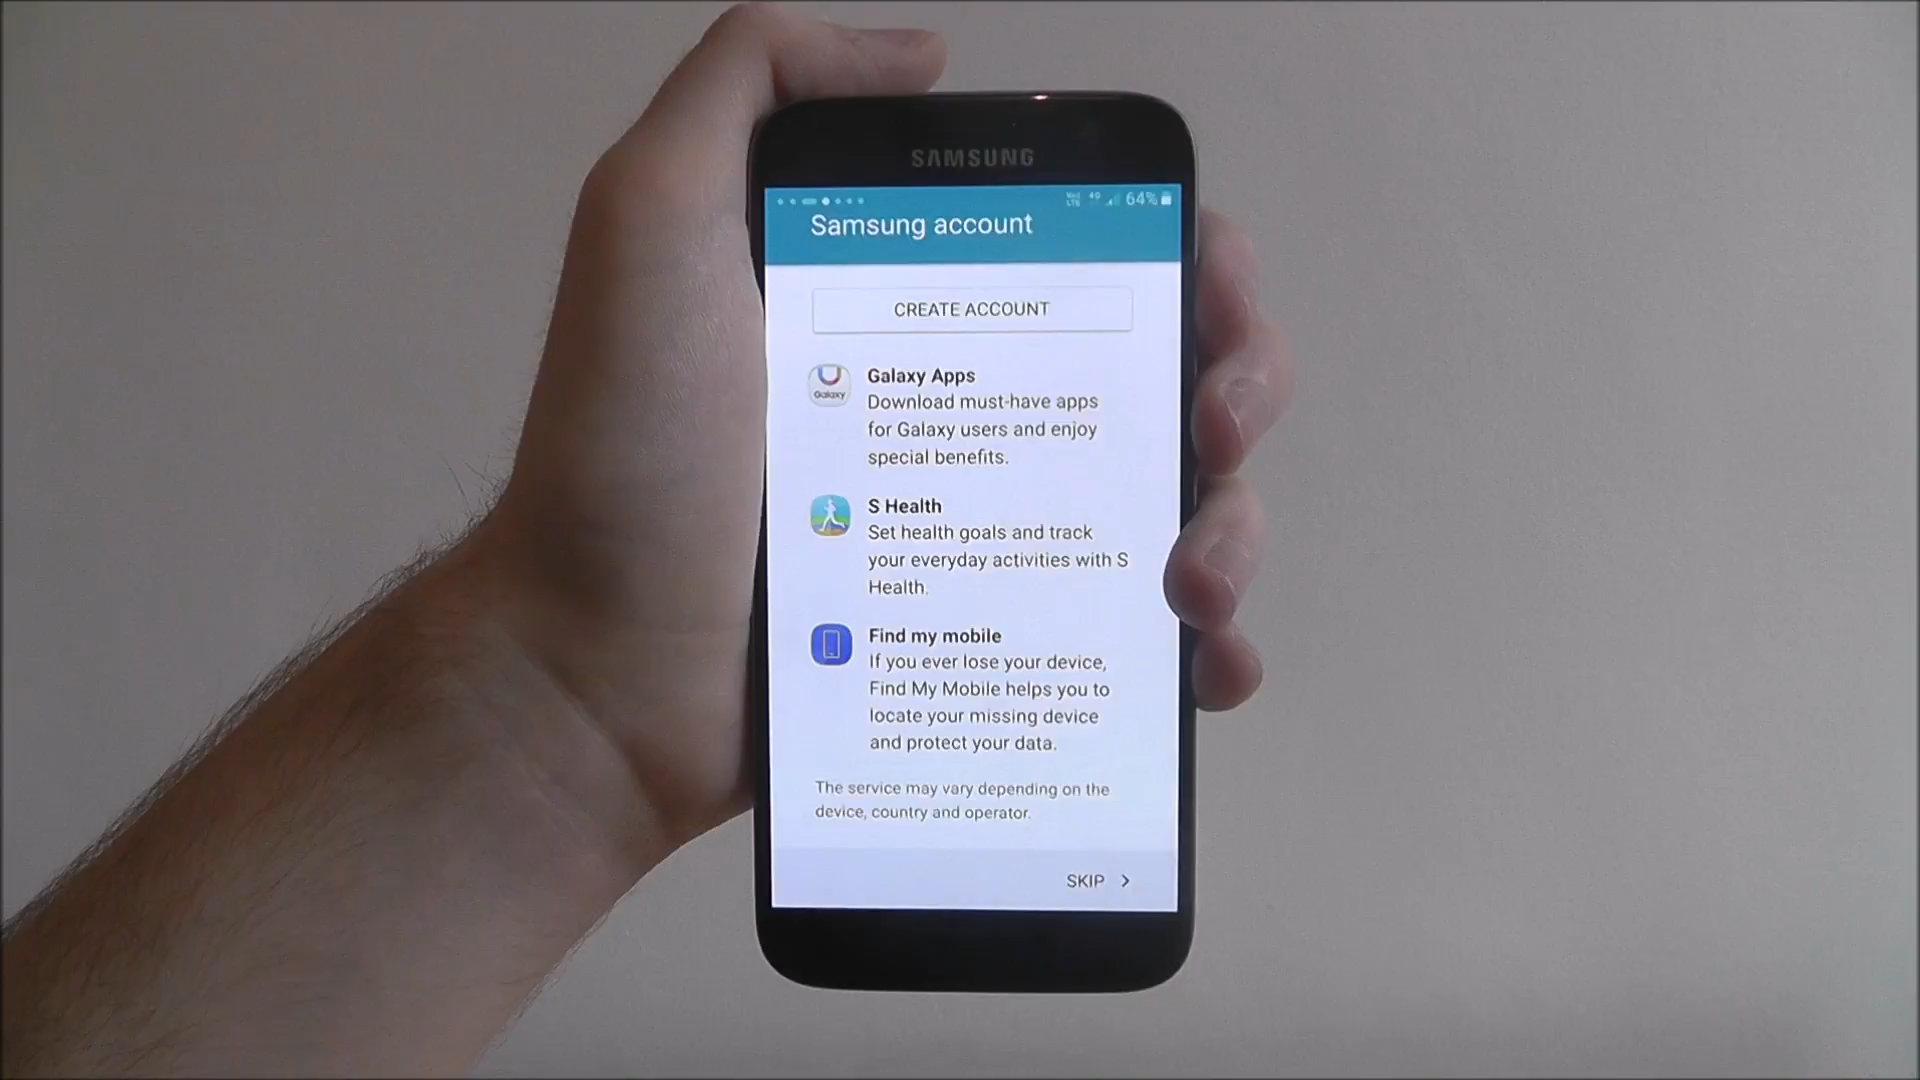 SAMSUNG
VoLTE 4G 64%
Samsung account
CREATE ACCOUNT
Galaxy
Galaxy Apps
Download must-have apps
for Galaxy users and enjoy
special benefits.
S Health
Set health goals and track
your everyday activities with S
Health.
Find my mobile
If you ever lose your device,
Find My Mobile helps you to
locate your missing device
and protect your data.
The service may vary depending on the
device, country and operator.
SKIP